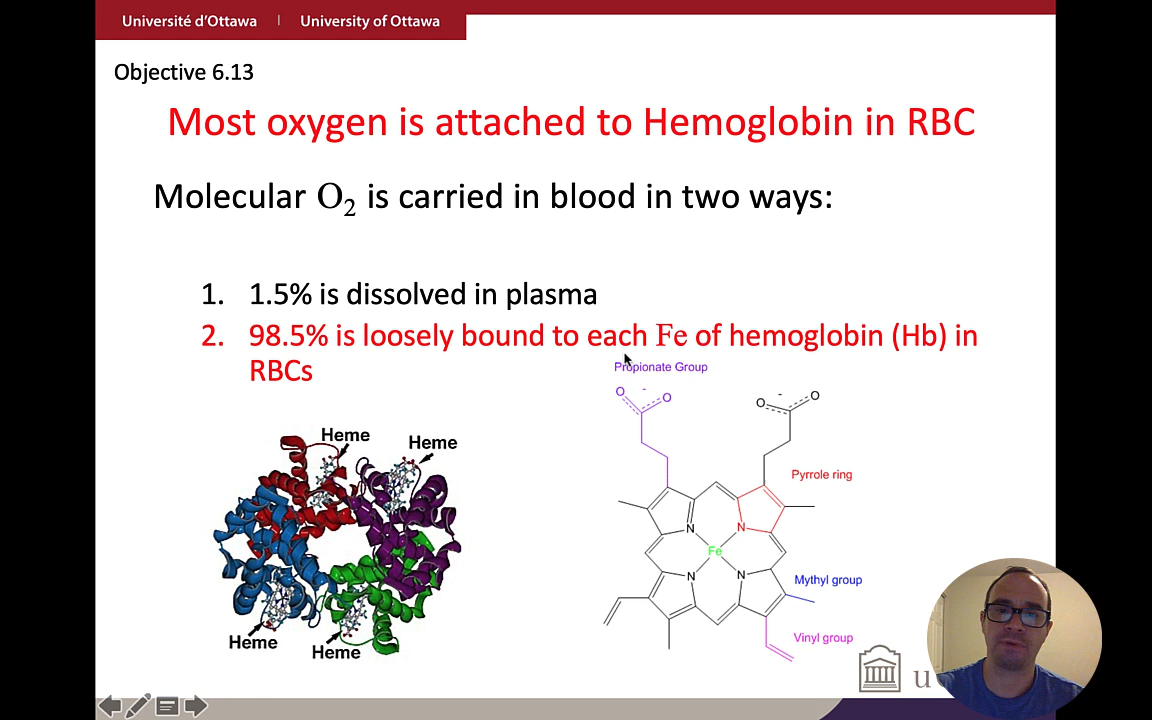 Université d'Ottawa | University of Ottawa
Objective 6.13
Most oxygen is attached to Hemoglobin in RBC
Molecular O₂ is carried in blood in two ways:
1. 1.5% is dissolved in plasma
2. 98.5% is loosely bound to each Fe of hemoglobin (Hb) in
RBCs
Propionate Group
O - O
O - O
Heme
Heme
Pyrrole ring
N N
Fe
N N
Mythyl group
Heme
Heme
Vinyl group
u